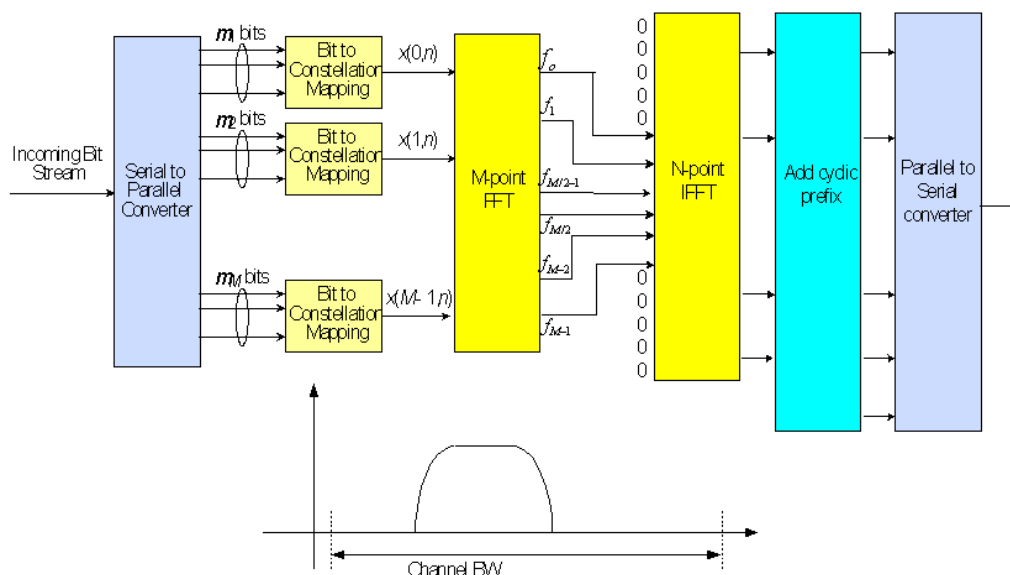 m1 bits
Bit to
Constellation
Mapping
x(0,n)
m2 bits
Bit to
Constellation
Mapping
x(1,n)
Incoming Bit
Stream
Serial to
Parallel
Converter
mM bits
Bit to
Constellation
Mapping
x(M-1,n)
M-point
FFT
fo
f1
fM/2-1
fM/2
fM-2
fM-1
0
0
0
0
0
0
0
0
0
0
N-point
IFFT
Add cyclic
prefix
Parallel to
Serial
converter
Channel BW